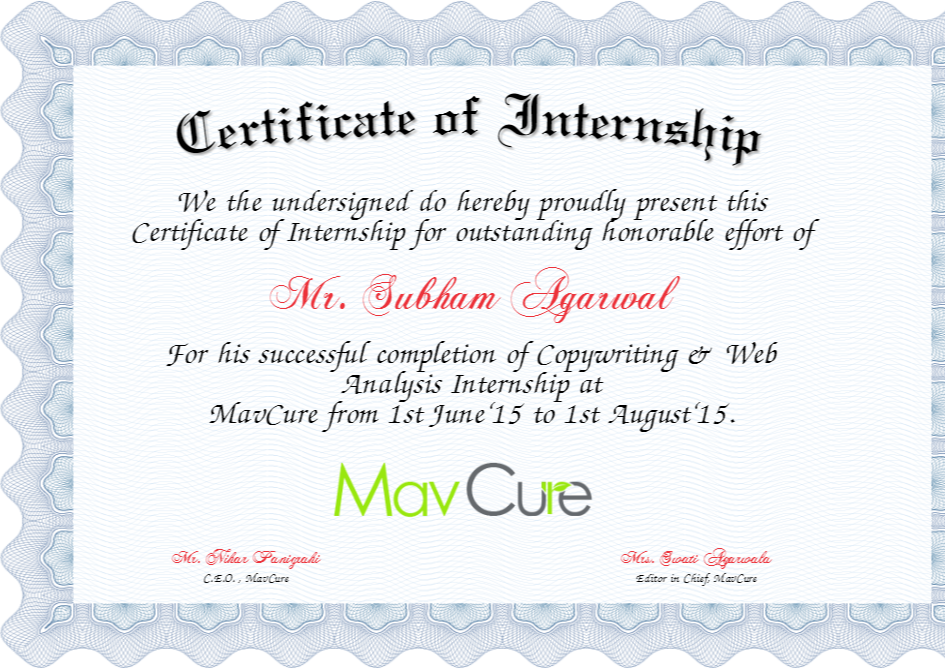 Certificate of Internship
We the undersigned do hereby proudly present this
Certificate of Internship for outstanding honorable effort of
Mr. Subham Agarwal
For his successful completion of Copywriting & Web
Analysis Internship at
MavCure from 1st June‘15 to 1st August‘15.
MavCure
Mr. Nihar Panigrahi
C.E.O. , MavCure
Mrs. Swati Agarwala
Editor in Chief, MavCure